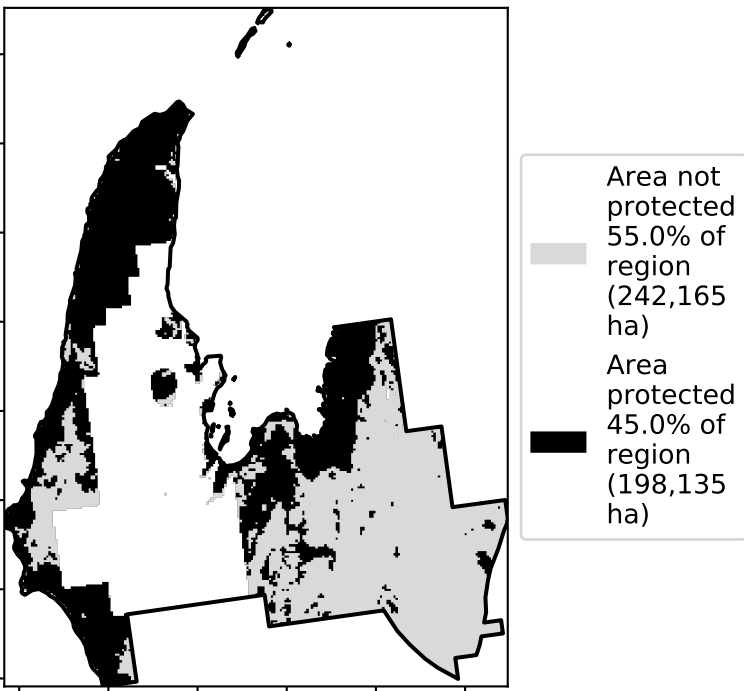 Area not
protected
55.0% of
region
(242,165
ha)
Area
protected
45.0% of
region
(198,135
ha)